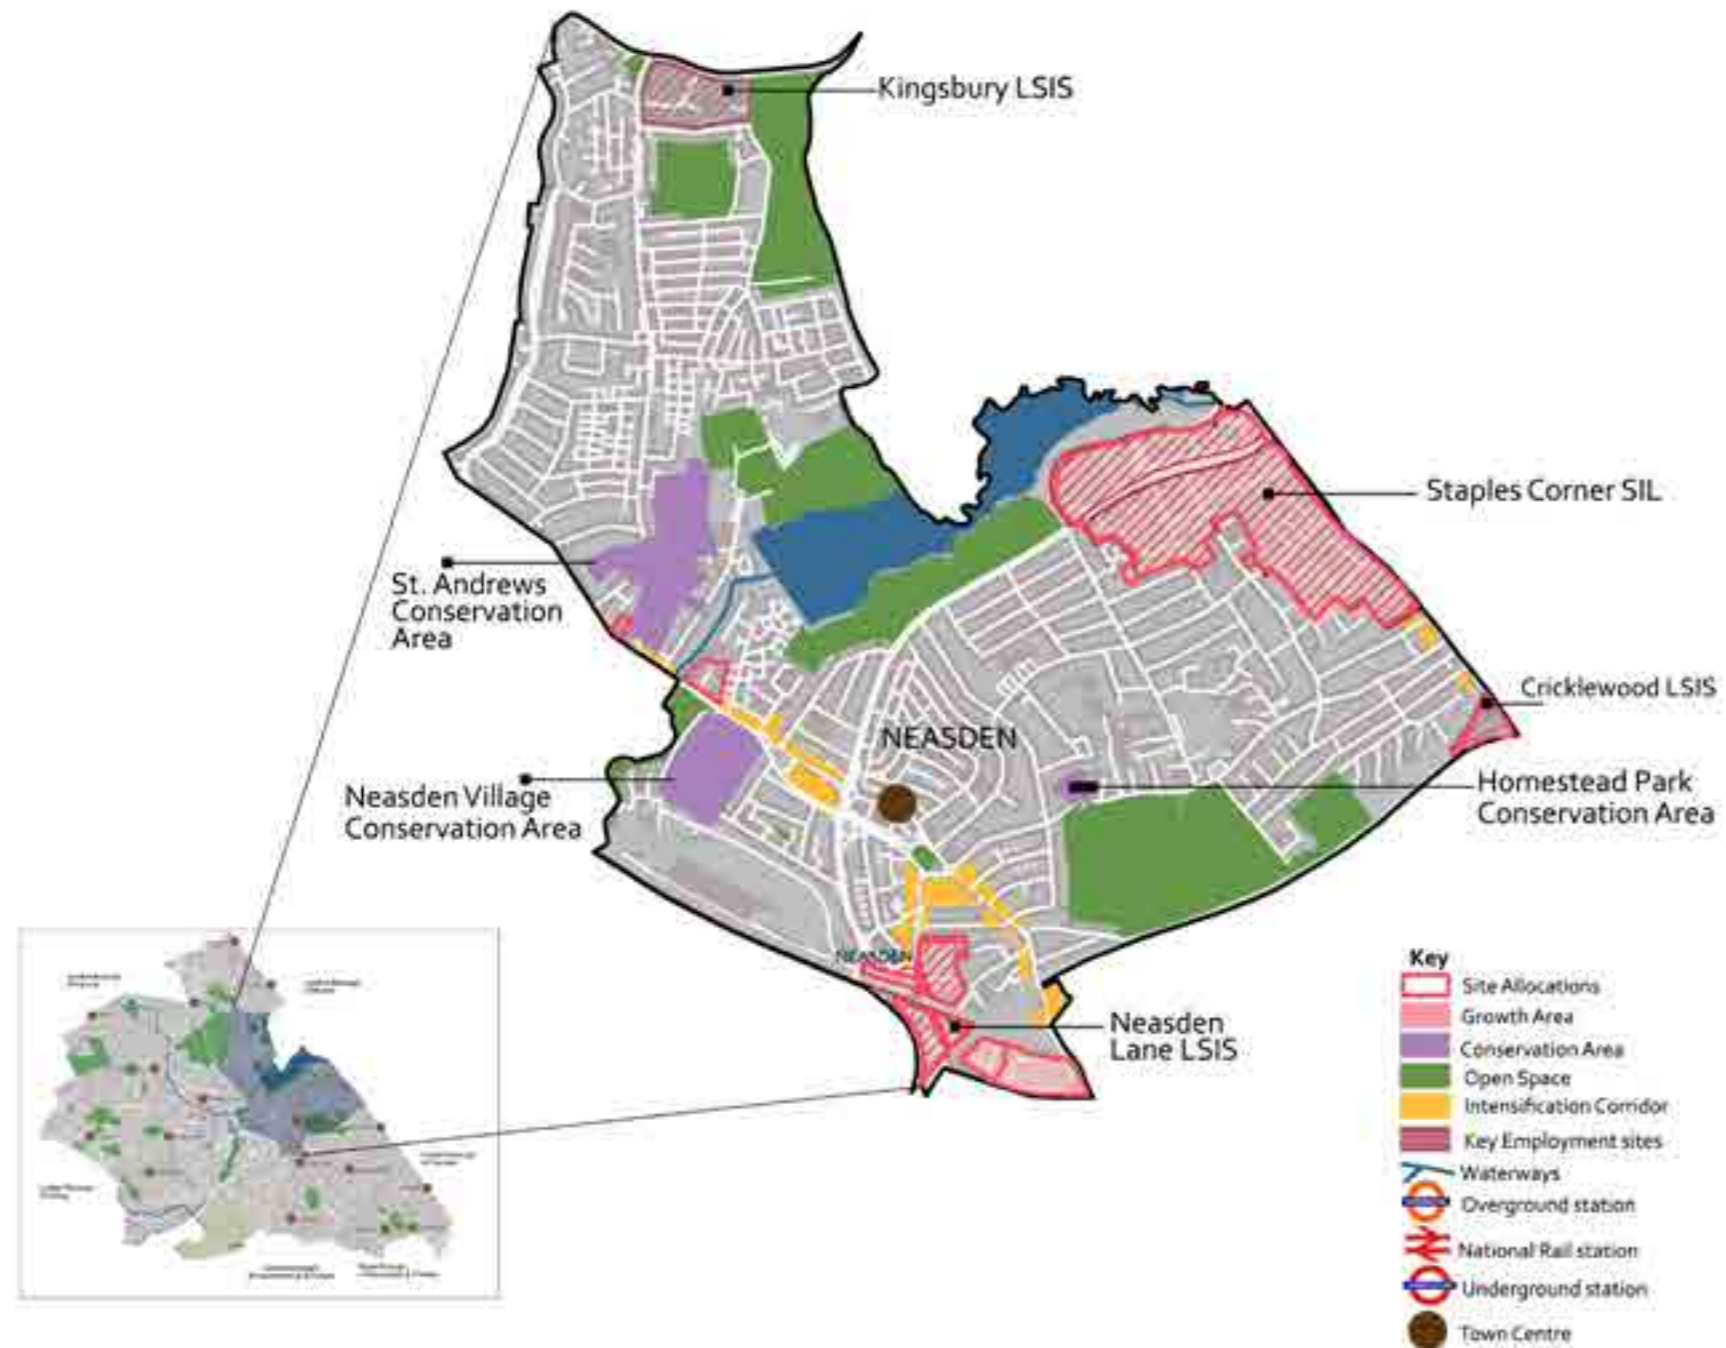 Kingsbury LSIS
Staples Corner SIL
St. Andrews
Conservation
Area
Cricklewood LSIS
NEASDEN
Homestead Park
Conservation Area
Neasden Village
Conservation Area
NEASDEN
Neasden
Lane LSIS
Key
Site Allocations
Growth Area
Conservation Area
Open Space
Intensification Corridor
Key Employment sites
Waterways
Overground station
National Rail station
Underground station
Town Centre